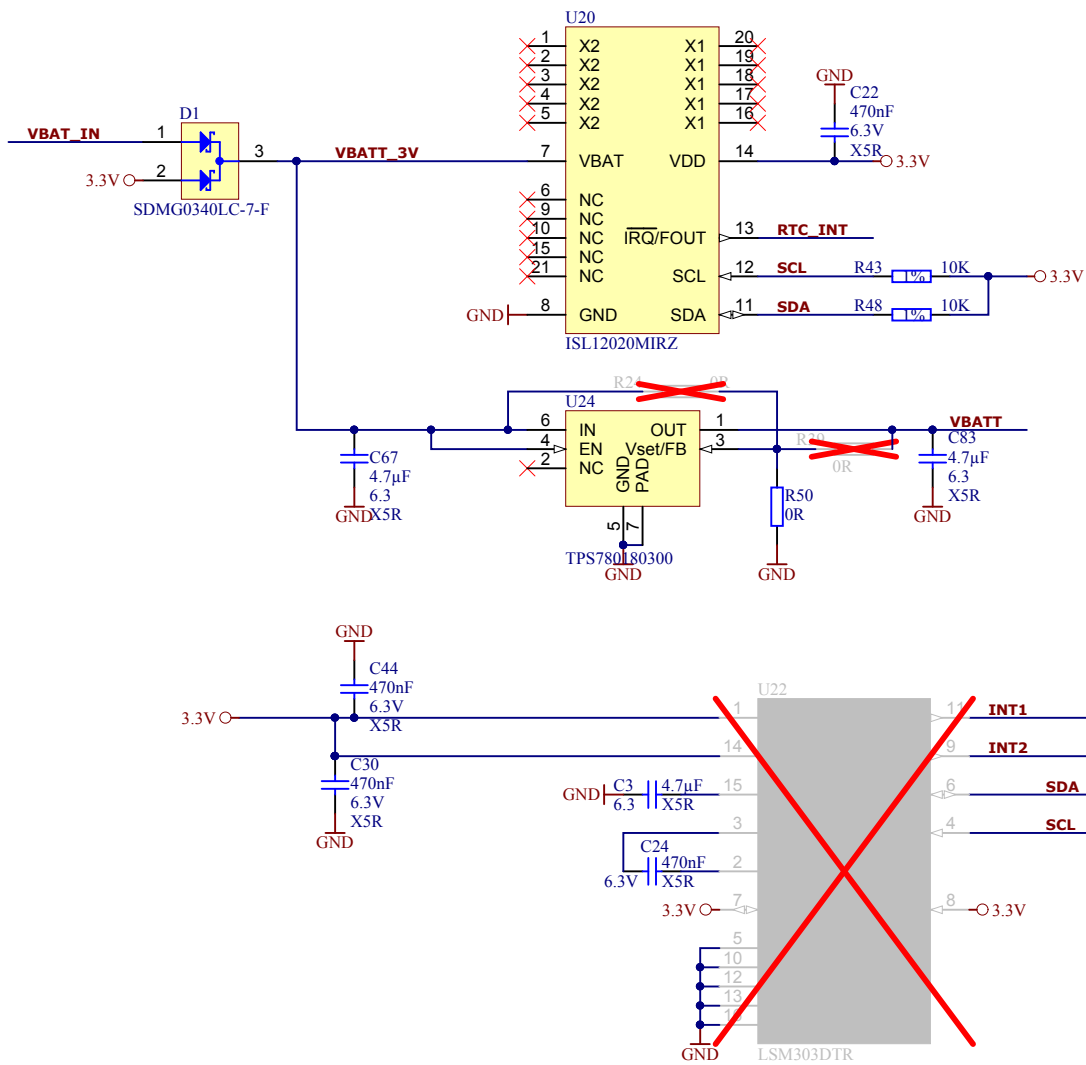 U20
1 X2 X1 20
2 X2 X1 19
3 X2 X1 18
4 X2 X1 17
5 X2 X1 16
GND
C22
470nF
6.3V
X5R
D1
VBAT_IN 1
3 VBATT_3V 7 VBAT VDD 14 3.3V
3.3V 2
SDMG0340LC-7-F
6 NC
9 NC
10 NC IRQ/FOUT 13 RTC_INT
15 NC
21 NC SCL 12 SCL R43 1% 10K 3.3V
GND 8 GND SDA 11 SDA R48 1% 10K
ISL12020MIRZ
R24 0R
U24
6 IN OUT 1 VBATT
4 EN Vset/FB 3 R39
0R
2 NC
GND
PAD
5
7
C67
4.7µF
6.3
X5R
GND
C83
4.7µF
6.3
X5R
GND
R50
0R
TPS780180300
GND
GND
GND
C44
470nF
6.3V
X5R
3.3V
C30
470nF
6.3V
X5R
GND
U22
1 11 INT1
14 9 INT2
GND C3 4.7µF 15 6 SDA
6.3 X5R
3 4 SCL
C24
470nF 2
6.3V X5R
3.3V 7 8 3.3V
5
10
12
13
16
GND
LSM303DTR